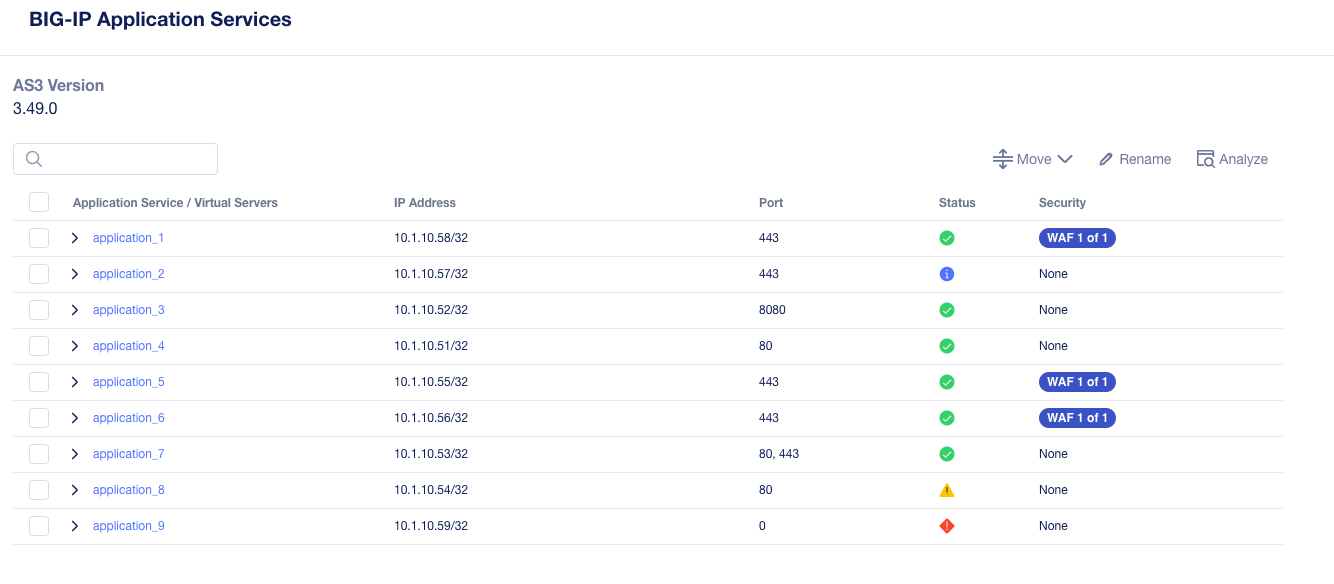 BIG-IP Application Services
AS3 Version
3.49.0
Move Rename Analyze
Application Service / Virtual Servers IP Address Port Status Security
application_1 10.1.10.58/32 443 WAF 1 of 1
application_2 10.1.10.57/32 443 None
application_3 10.1.10.52/32 8080 None
application_4 10.1.10.51/32 80 None
application_5 10.1.10.55/32 443 WAF 1 of 1
application_6 10.1.10.56/32 443 WAF 1 of 1
application_7 10.1.10.53/32 80, 443 None
application_8 10.1.10.54/32 80 None
application_9 10.1.10.59/32 0 None